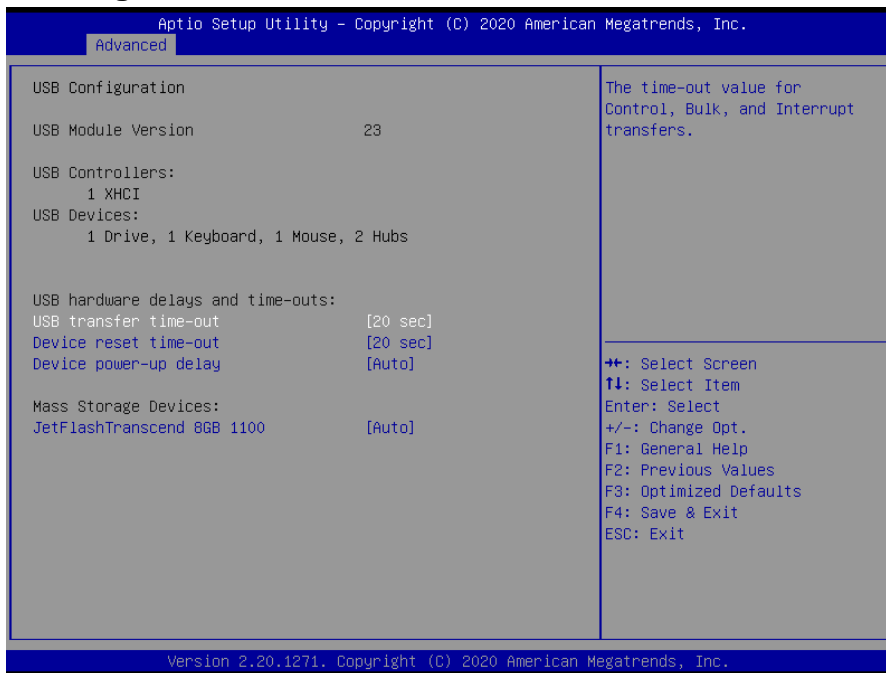 Aptio Setup Utility – Copyright (C) 2020 American Megatrends, Inc.
Advanced
USB Configuration
USB Module Version 23
USB Controllers:
1 XHCI
USB Devices:
1 Drive, 1 Keyboard, 1 Mouse, 2 Hubs
USB hardware delays and time-outs:
USB transfer time-out [20 sec]
Device reset time-out [20 sec]
Device power-up delay [Auto]
Mass Storage Devices:
JetFlashTranscend 8GB 1100 [Auto]
The time-out value for
Control, Bulk, and Interrupt
transfers.
→←: Select Screen
↑↓: Select Item
Enter: Select
+/-: Change Opt.
F1: General Help
F2: Previous Values
F3: Optimized Defaults
F4: Save & Exit
ESC: Exit
Version 2.20.1271. Copyright (C) 2020 American Megatrends, Inc.